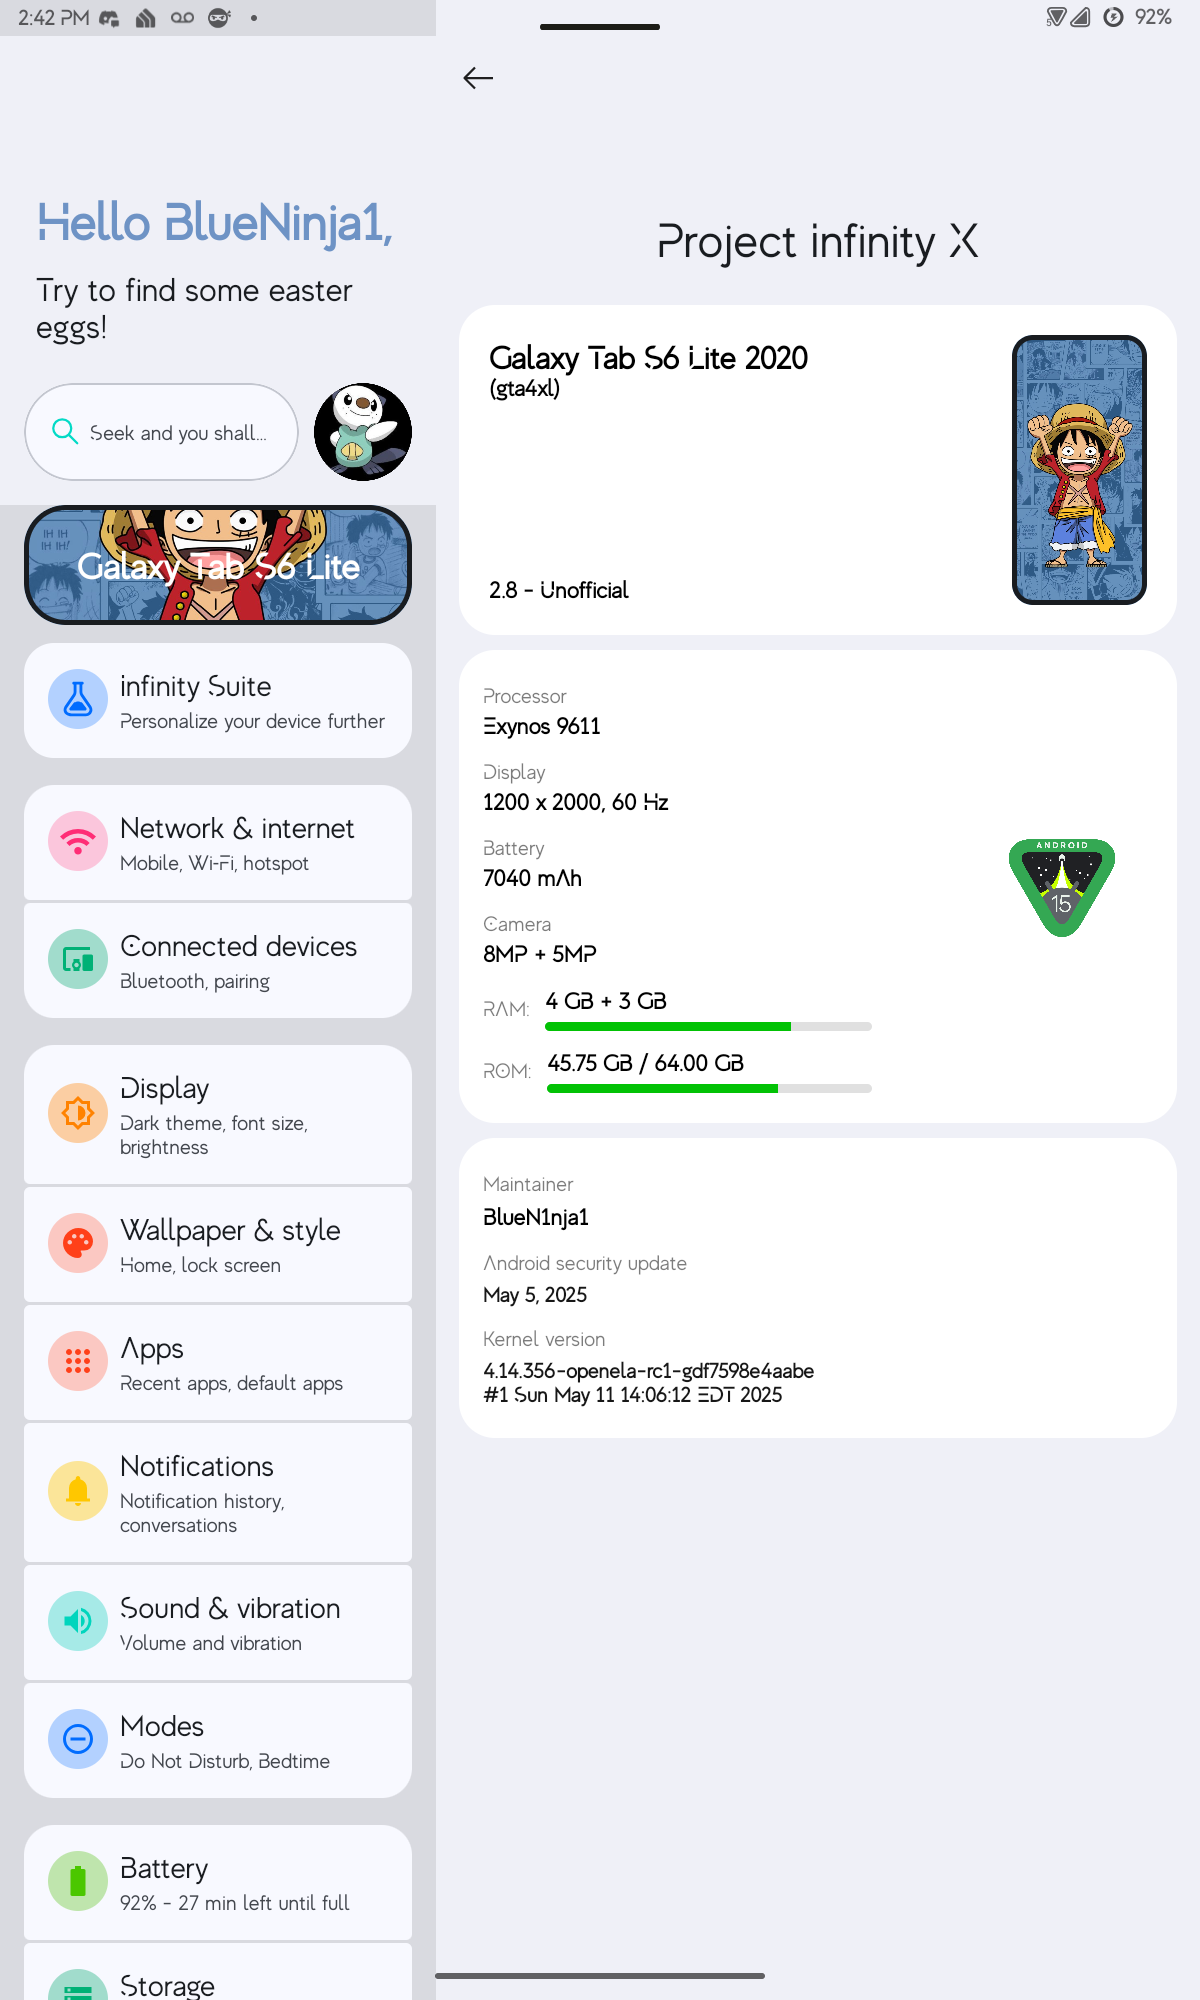 2:42 PM
92%
Hello BlueNinja1,
Try to find some easter
eggs!
Seek and you shall...
IH IH
IH IH!
Galaxy Tab S6 Lite
infinity Suite
Personalize your device further
Network & internet
Mobile, Wi-Fi, hotspot
Connected devices
Bluetooth, pairing
Display
Dark theme, font size,
brightness
Wallpaper & style
Home, lock screen
Apps
Recent apps, default apps
Notifications
Notification history,
conversations
Sound & vibration
Volume and vibration
Modes
Do Not Disturb, Bedtime
Battery
92% - 27 min left until full
Storage
Project infinity X
Galaxy Tab S6 Lite 2020
(gta4xl)
2.8 - Unofficial
Processor
Exynos 9611
Display
1200 x 2000, 60 Hz
Battery
7040 mAh
Camera
8MP + 5MP
RAM:
4 GB + 3 GB
ROM:
45.75 GB / 64.00 GB
ANDROID
15
Maintainer
BlueN1nja1
Android security update
May 5, 2025
Kernel version
4.14.356-openela-rc1-gdf7598e4aabe
#1 Sun May 11 14:06:12 EDT 2025